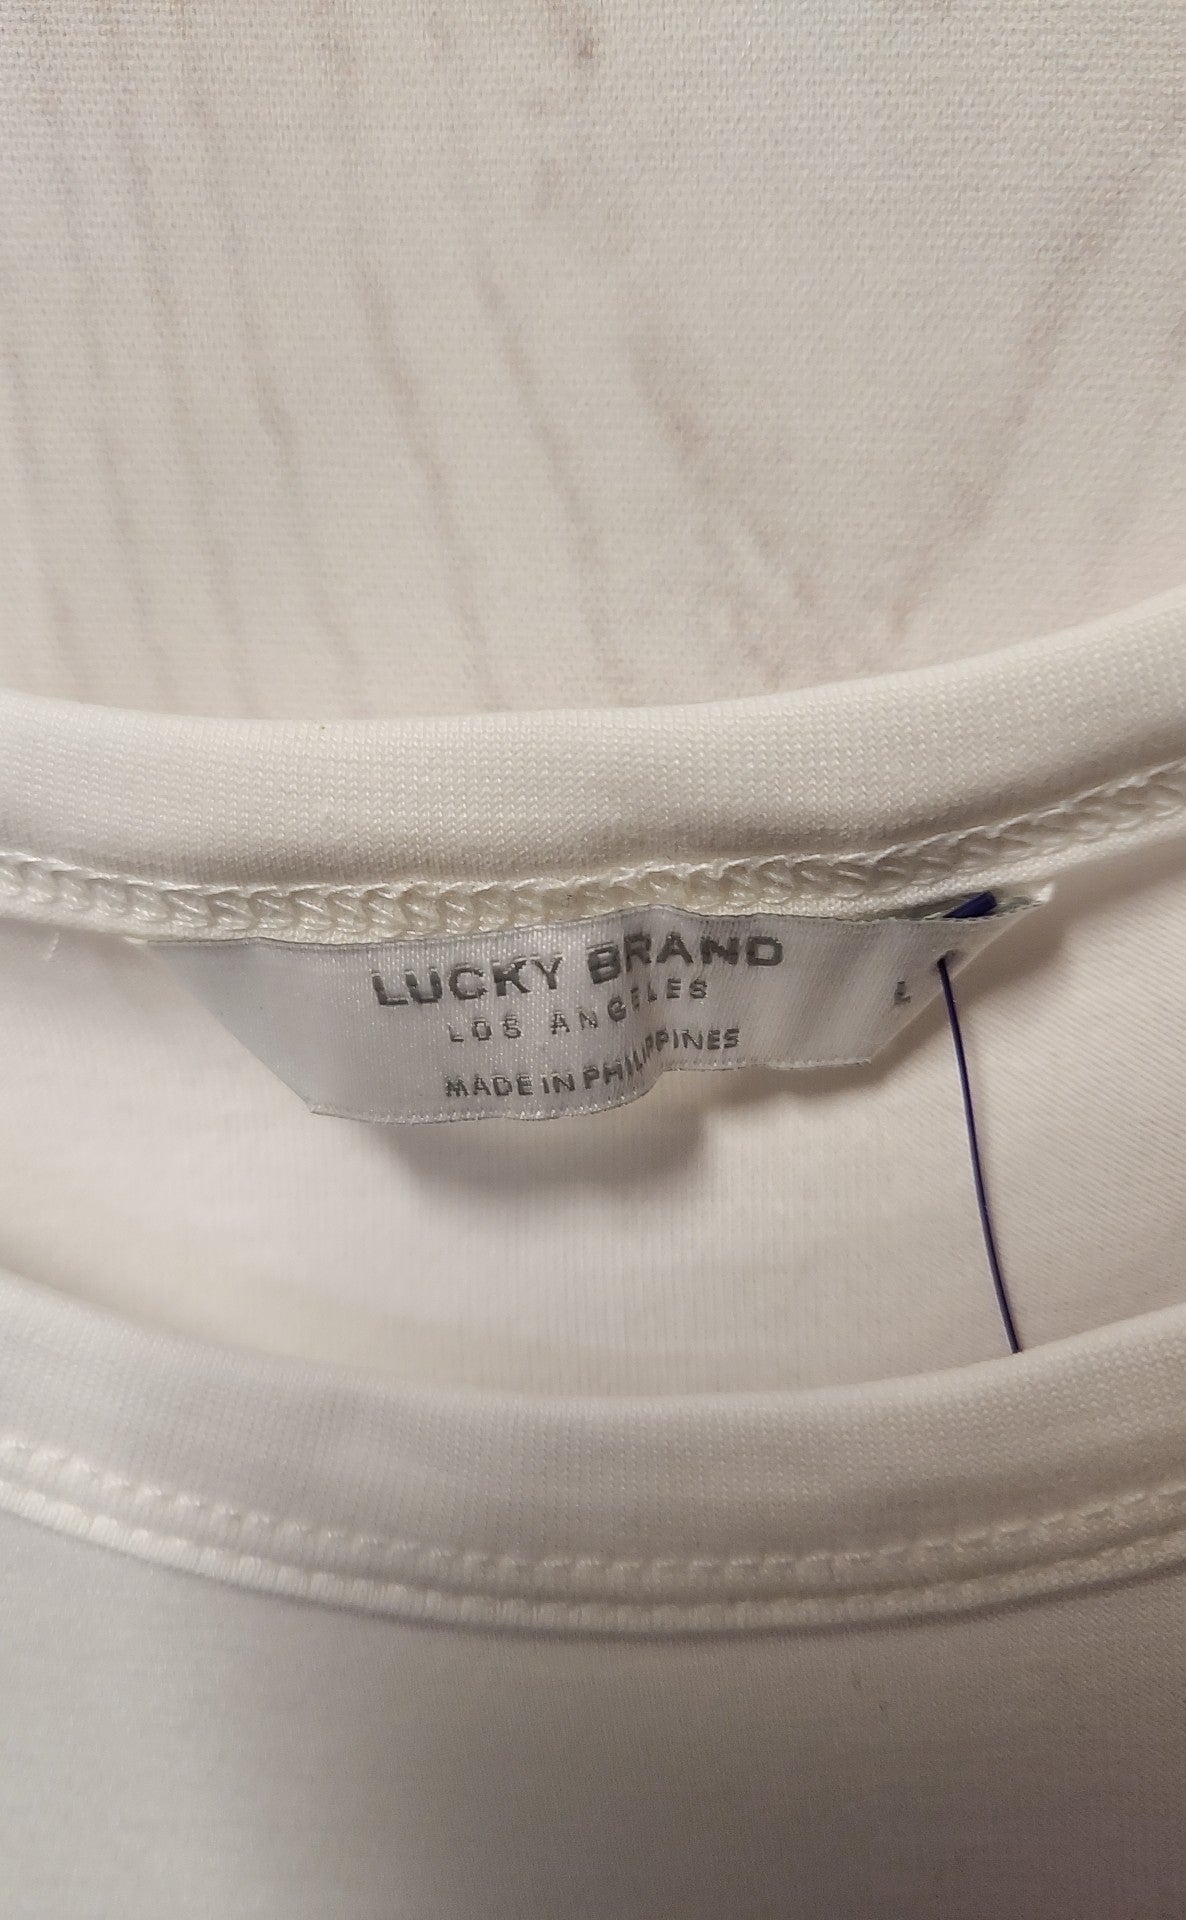 LUCKY BRAND
LOS ANGELES
L
MADE IN PHILIPPINES